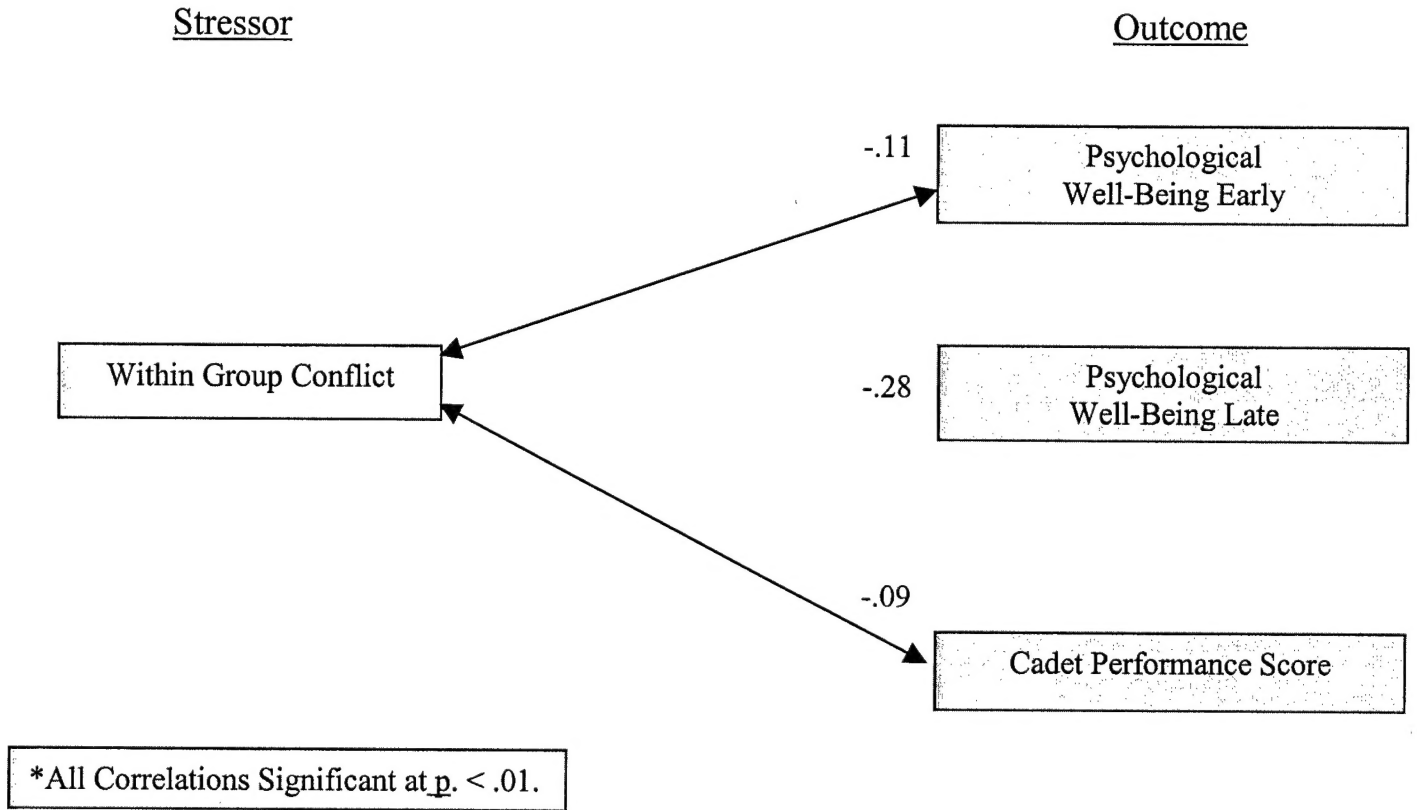 Stressor
Outcome
-.11
Psychological
Well-Being Early
Within Group Conflict
-.28
Psychological
Well-Being Late
-.09
Cadet Performance Score
*All Correlations Significant at p. < .01.